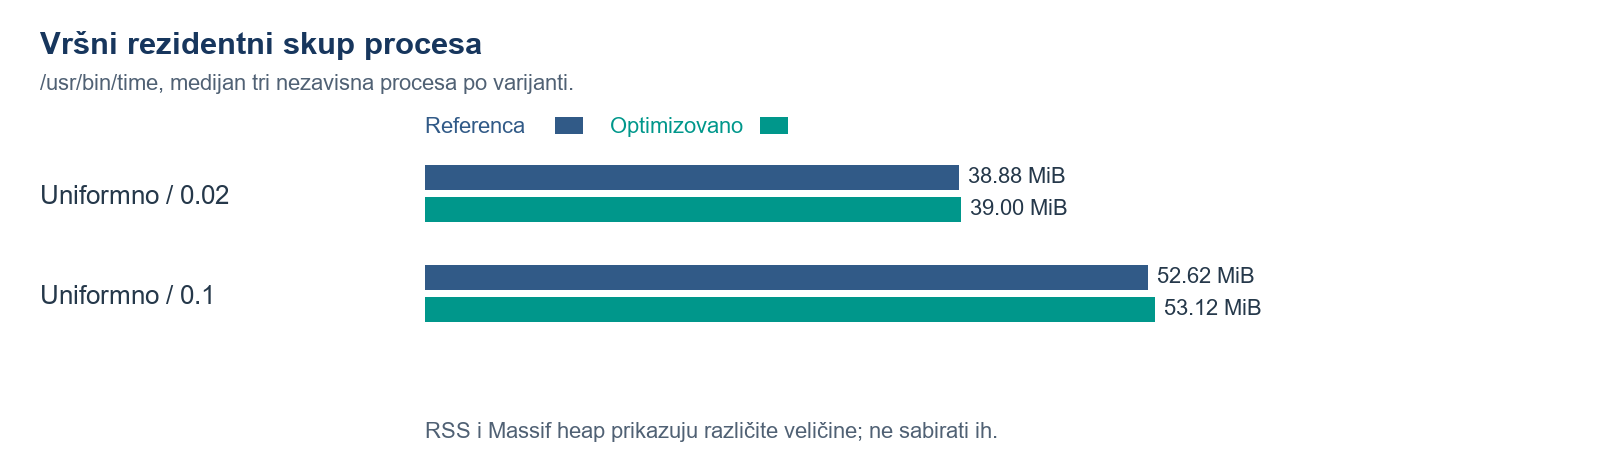 Vršni rezidentni skup procesa
/usr/bin/time, medijan tri nezavisna procesa po varijanti.
Referenca Optimizovano
Uniformno / 0.02
38.88 MiB
39.00 MiB
Uniformno / 0.1
52.62 MiB
53.12 MiB
RSS i Massif heap prikazuju različite veličine; ne sabirati ih.